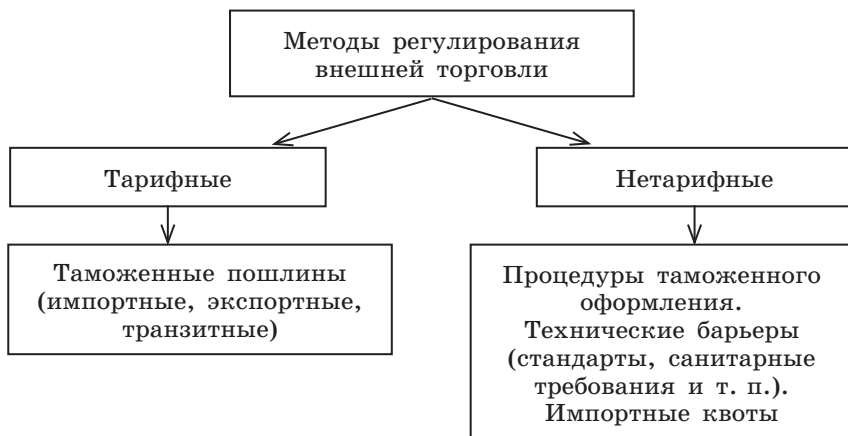 Методы регулирования
внешней торговли
Тарифные
Нетарифные
Таможенные пошлины
(импортные, экспортные,
транзитные)
Процедуры таможенного
оформления.
Технические барьеры
(стандарты, санитарные
требования и т. п.).
Импортные квоты